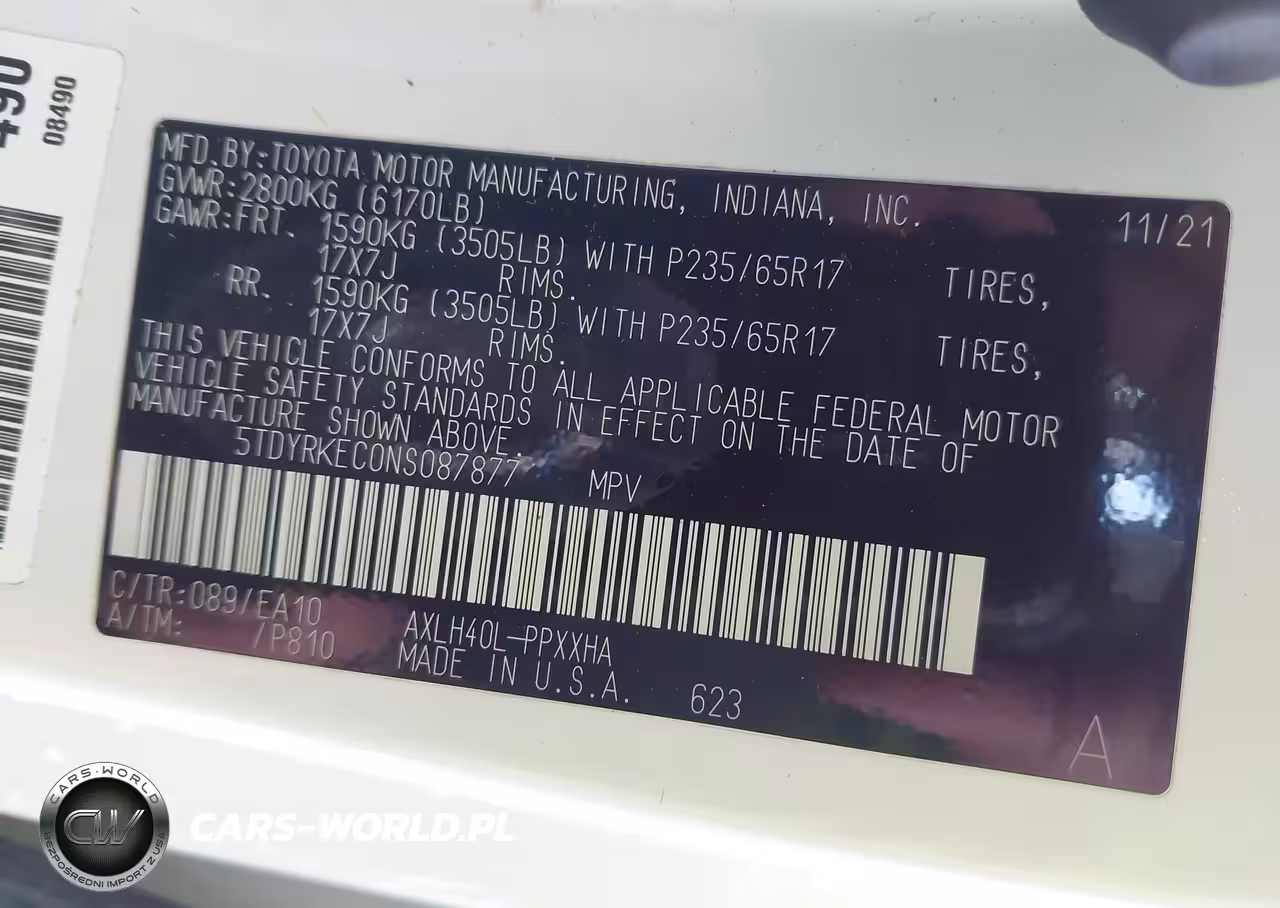 490
08490
MFD.BY:TOYOTA MOTOR MANUFACTURING, INDIANA, INC. 11/21
GVWR:2800KG (6170LB)
GAWR:FRT. 1590KG (3505LB) WITH P235/65R17 TIRES,
17X7J RIMS.
RR. 1590KG (3505LB) WITH P235/65R17 TIRES,
17X7J RIMS.
THIS VEHICLE CONFORMS TO ALL APPLICABLE FEDERAL MOTOR
VEHICLE SAFETY STANDARDS IN EFFECT ON THE DATE OF
MANUFACTURE SHOWN ABOVE.
5TDYRKEC0NS087877 MPV
C/TR:089/EA10
A/TM: /P810
AXLH40L-PPXXHA
MADE IN U.S.A. 623
A
CARS-WORLD
CW
BEZPOŚREDNI IMPORT Z USA
CARS-WORLD.PL